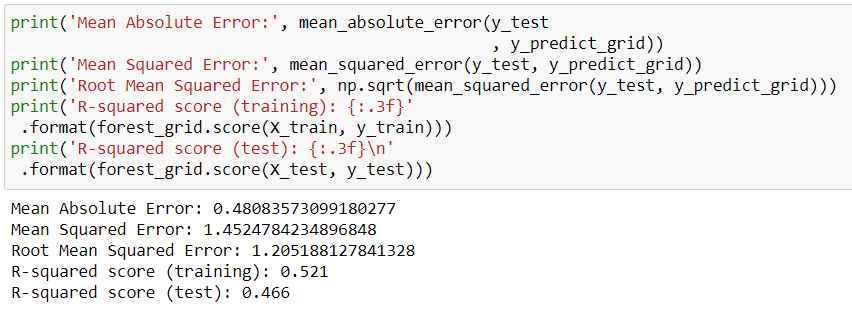 print('Mean Absolute Error:', mean_absolute_error(y_test
, y_predict_grid))
print('Mean Squared Error:', mean_squared_error(y_test, y_predict_grid))
print('Root Mean Squared Error:', np.sqrt(mean_squared_error(y_test, y_predict_grid)))
print('R-squared score (training): {:.3f}'
.format(forest_grid.score(X_train, y_train)))
print('R-squared score (test): {:.3f}\n'
.format(forest_grid.score(X_test, y_test)))
Mean Absolute Error: 0.48083573099180277
Mean Squared Error: 1.4524784234896848
Root Mean Squared Error: 1.205188127841328
R-squared score (training): 0.521
R-squared score (test): 0.466